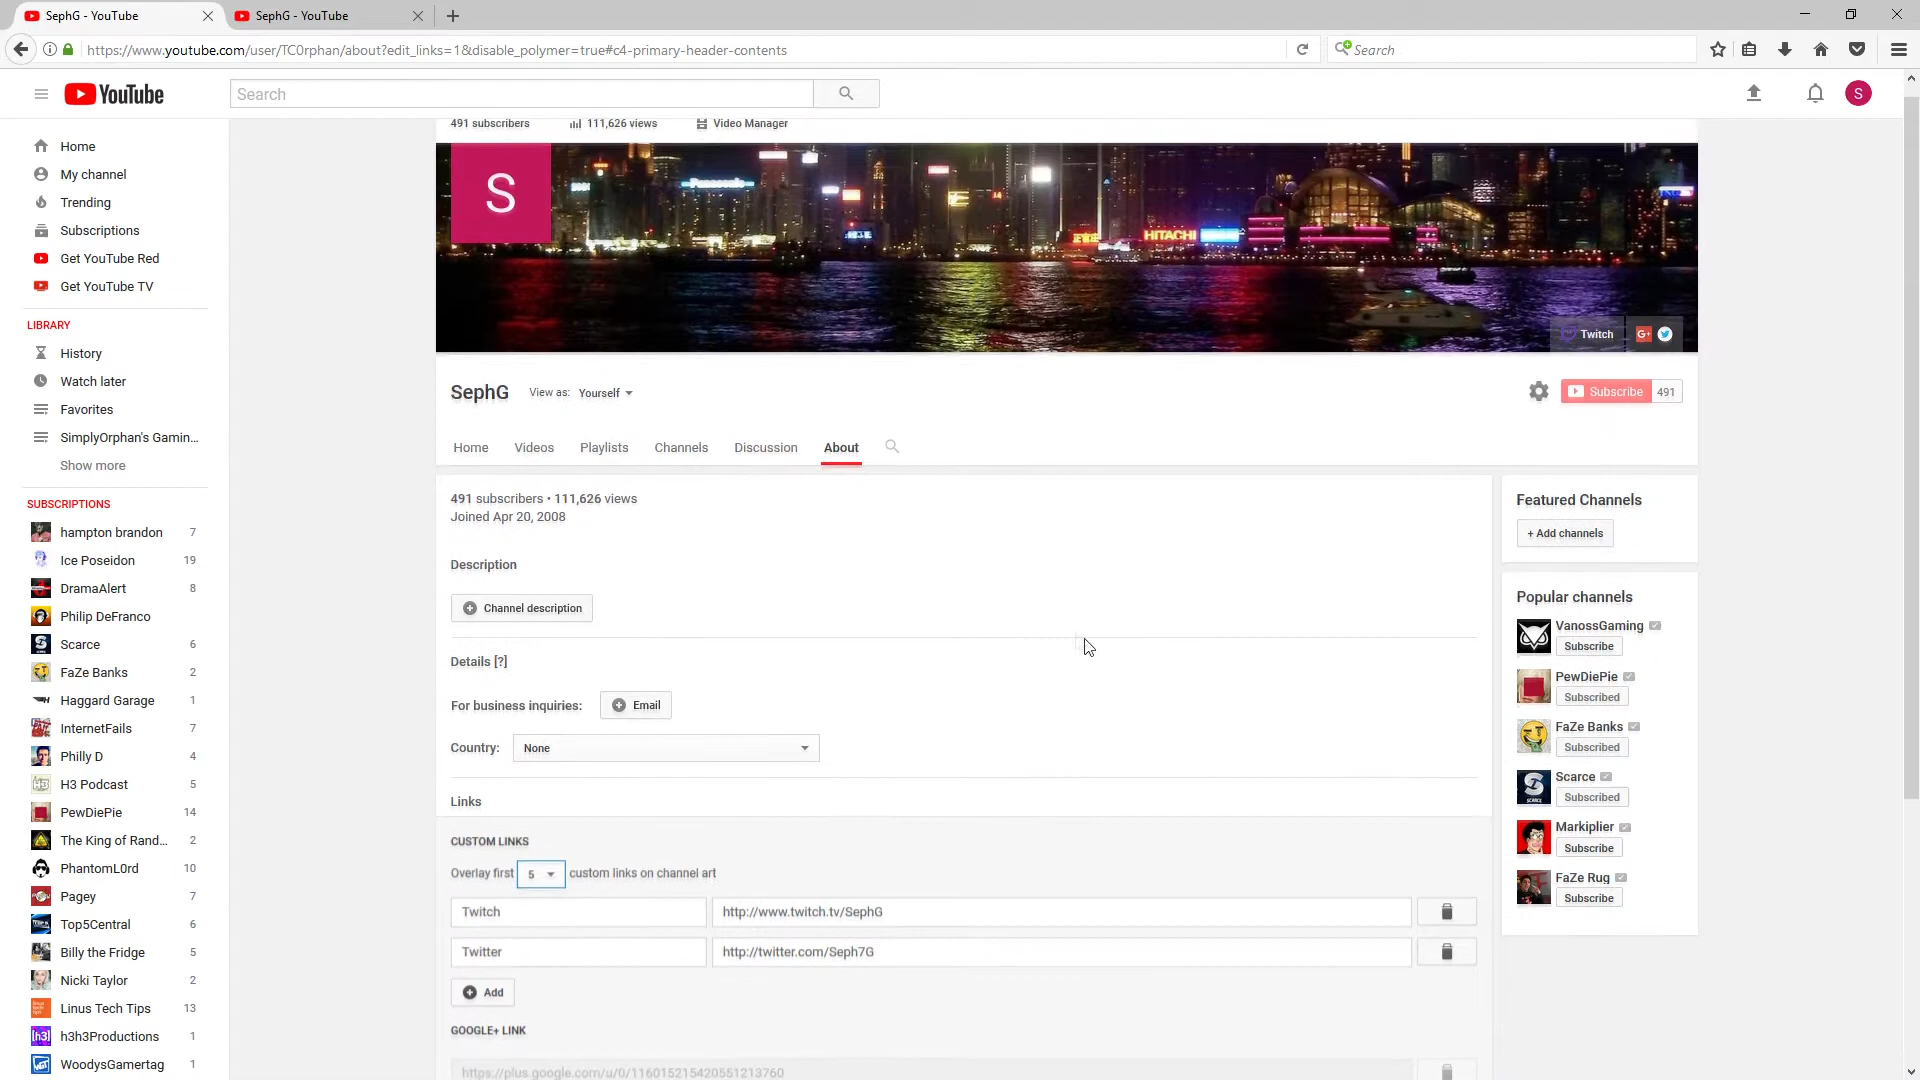 SephG - YouTube
SephG - YouTube
https://www.youtube.com/user/TC0rphan/about?edit_links=1&disable_polymer=true#c4-primary-header-contents
Search
YouTube
Search
S
491 subscribers 111,626 views Video Manager
Home
My channel
Trending
Subscriptions
Get YouTube Red
Get YouTube TV
LIBRARY
History
Watch later
Favorites
SimplyOrphan's Gamin...
Show more
SUBSCRIPTIONS
hampton brandon 7
Ice Poseidon 19
DramaAlert 8
Philip DeFranco
Scarce 6
FaZe Banks 2
Haggard Garage 1
InternetFails 7
Philly D 4
H3 Podcast 5
PewDiePie 14
The King of Rand... 2
PhantomL0rd 10
Pagey 7
Top5Central 6
Billy the Fridge 5
Nicki Taylor 2
Linus Tech Tips 13
h3h3Productions 1
WoodysGamertag 1
S
Panasonic
HITACHI
Twitch G+
SephG View as: Yourself
Subscribe 491
Home Videos Playlists Channels Discussion About
491 subscribers • 111,626 views
Joined Apr 20, 2008
Description
Channel description
Details [?]
For business inquiries: Email
Country: None
Links
CUSTOM LINKS
Overlay first 5 custom links on channel art
Twitch http://www.twitch.tv/SephG
Twitter http://twitter.com/Seph7G
Add
GOOGLE+ LINK
https://plus.google.com/u/0/116015215420551213760
Featured Channels
+ Add channels
Popular channels
VanossGaming
Subscribe
PewDiePie
Subscribed
FaZe Banks
Subscribed
Scarce
Subscribed
Markiplier
Subscribe
FaZe Rug
Subscribe